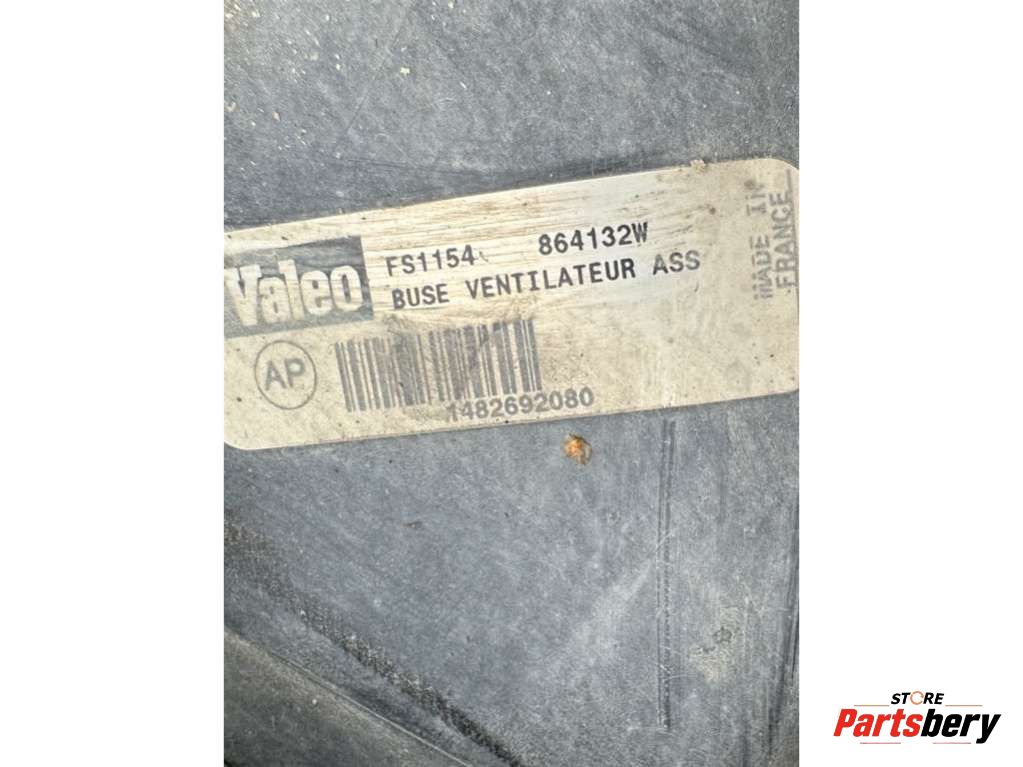 Valeo
FS1154 864132W
BUSE VENTILATEUR ASS
AP
1482692080
MADE IN
FRANCE
STORE
Partsbery